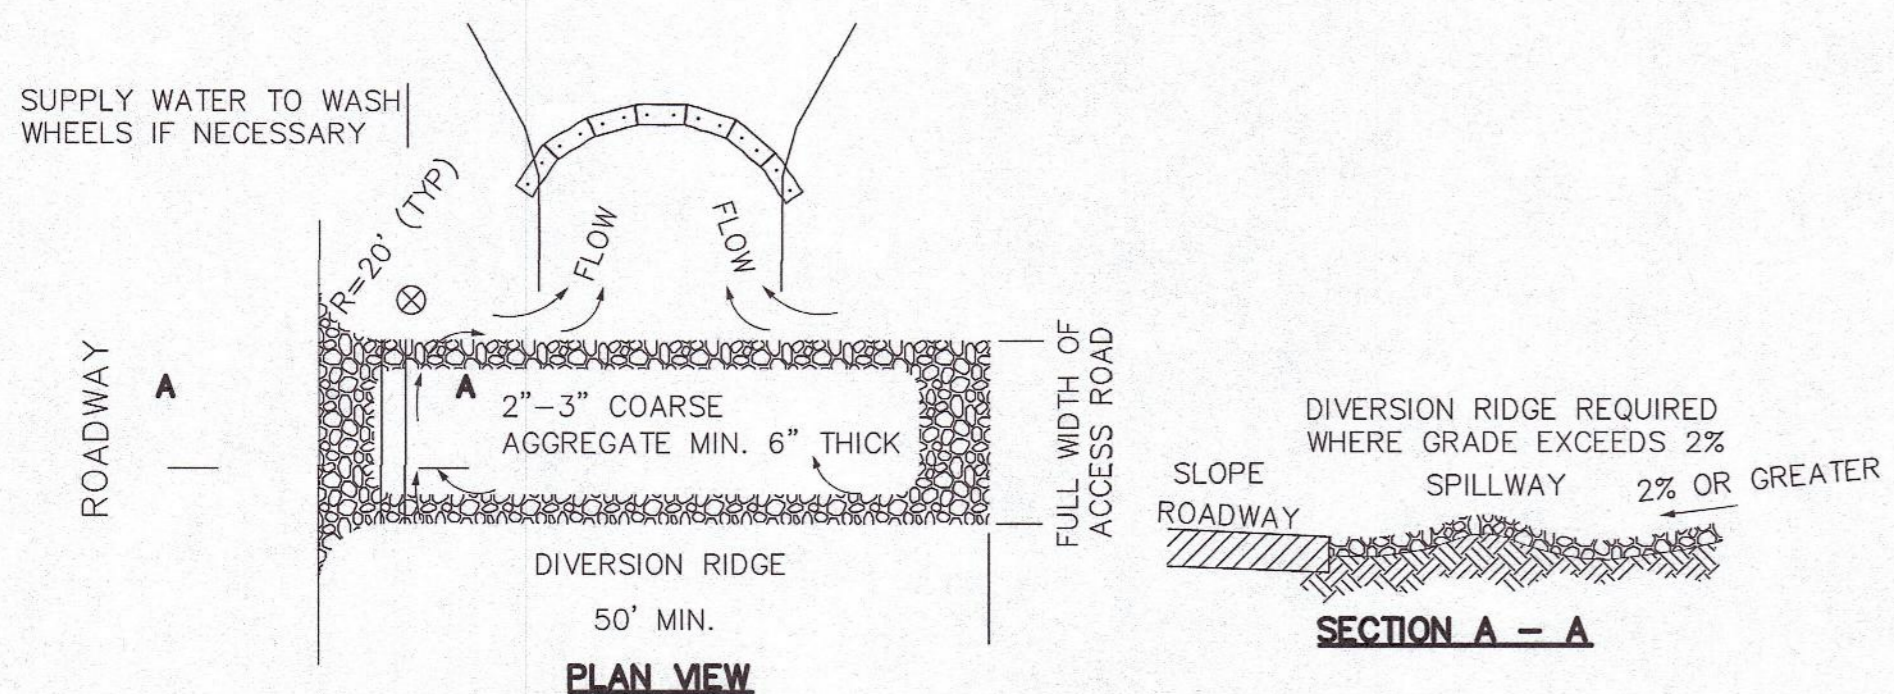 SUPPLY WATER TO WASH
WHEELS IF NECESSARY
R=20' (TYP)
FLOW
FLOW
ROADWAY
A
A
2"-3" COARSE
AGGREGATE MIN. 6" THICK
FULL WIDTH OF
ACCESS ROAD
DIVERSION RIDGE
50' MIN.
PLAN VIEW
DIVERSION RIDGE REQUIRED
WHERE GRADE EXCEEDS 2%
SLOPE
ROADWAY
SPILLWAY
2% OR GREATER
SECTION A - A